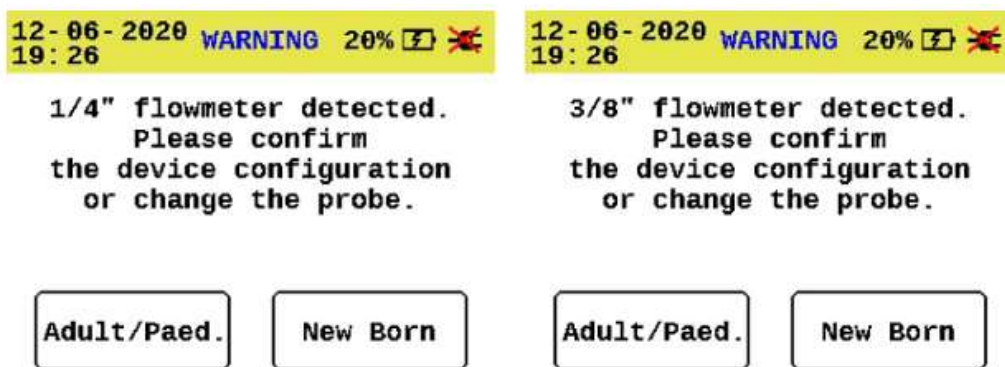 12-06-2020 WARNING 20%
19:26
1/4" flowmeter detected.
Please confirm
the device configuration
or change the probe.
Adult/Paed. New Born
12-06-2020 WARNING 20%
19:26
3/8" flowmeter detected.
Please confirm
the device configuration
or change the probe.
Adult/Paed. New Born